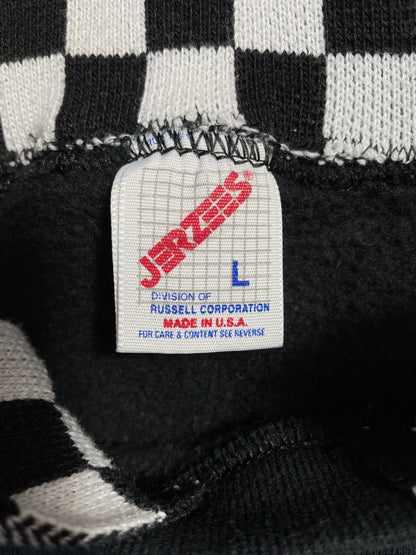 JERZEES®
L
DIVISION OF
RUSSELL CORPORATION
MADE IN U.S.A.
FOR CARE & CONTENT SEE REVERSE